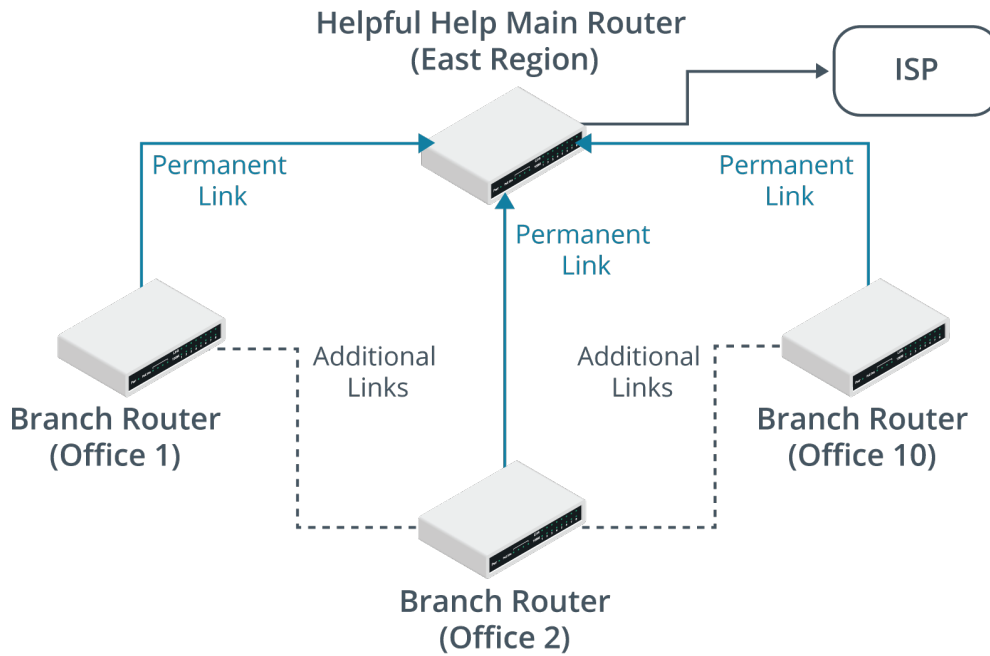 Helpful Help Main Router
(East Region)
ISP
Permanent
Link
Permanent
Link
Permanent
Link
Additional
Links
Additional
Links
Branch Router
(Office 1)
Branch Router
(Office 10)
Branch Router
(Office 2)